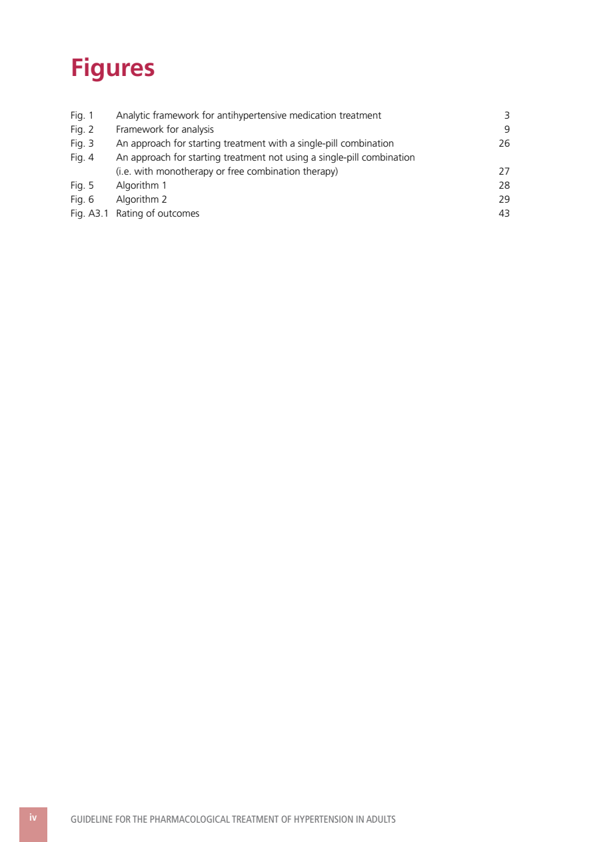 Figures
Fig. 1 Analytic framework for antihypertensive medication treatment 3
Fig. 2 Framework for analysis 9
Fig. 3 An approach for starting treatment with a single-pill combination 26
Fig. 4 An approach for starting treatment not using a single-pill combination
(i.e. with monotherapy or free combination therapy) 27
Fig. 5 Algorithm 1 28
Fig. 6 Algorithm 2 29
Fig. A3.1 Rating of outcomes 43
iv GUIDELINE FOR THE PHARMACOLOGICAL TREATMENT OF HYPERTENSION IN ADULTS